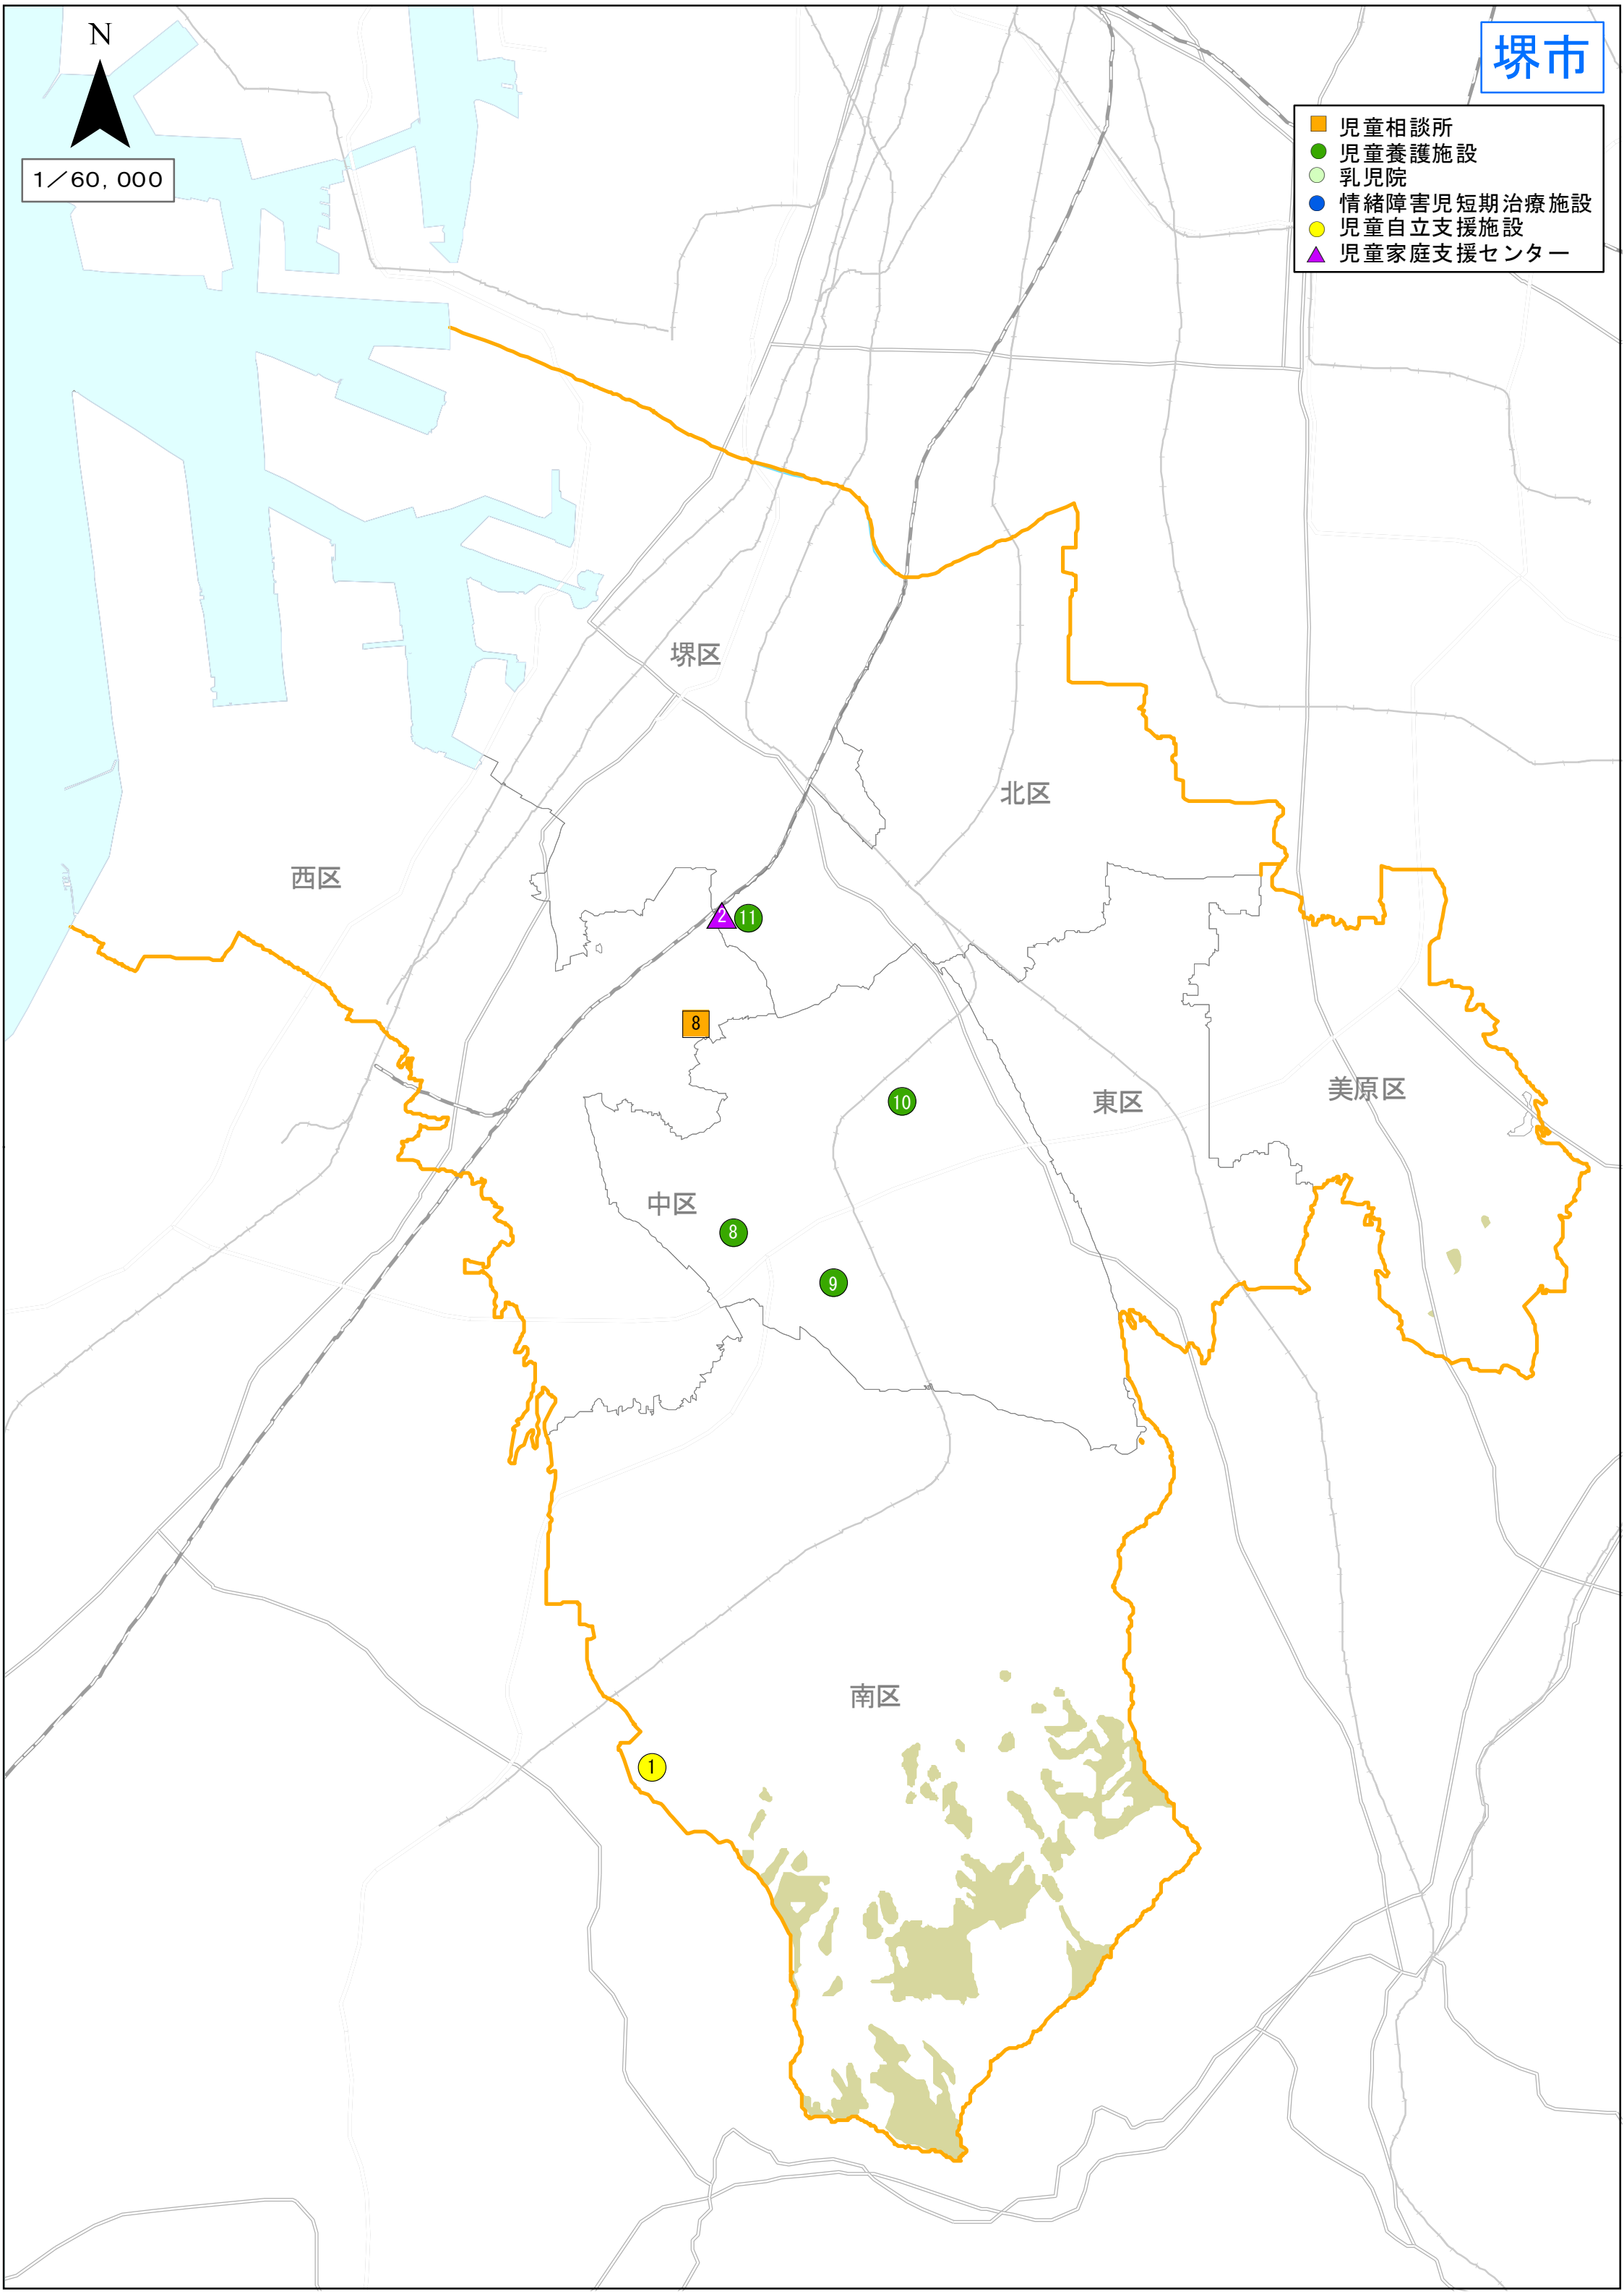 N
堺市
1／60,000
児童相談所
児童養護施設
乳児院
情緒障害児短期治療施設
児童自立支援施設
児童家庭支援センター
堺区
北区
西区
2
11
8
10
東区
美原区
中区
8
9
南区
1